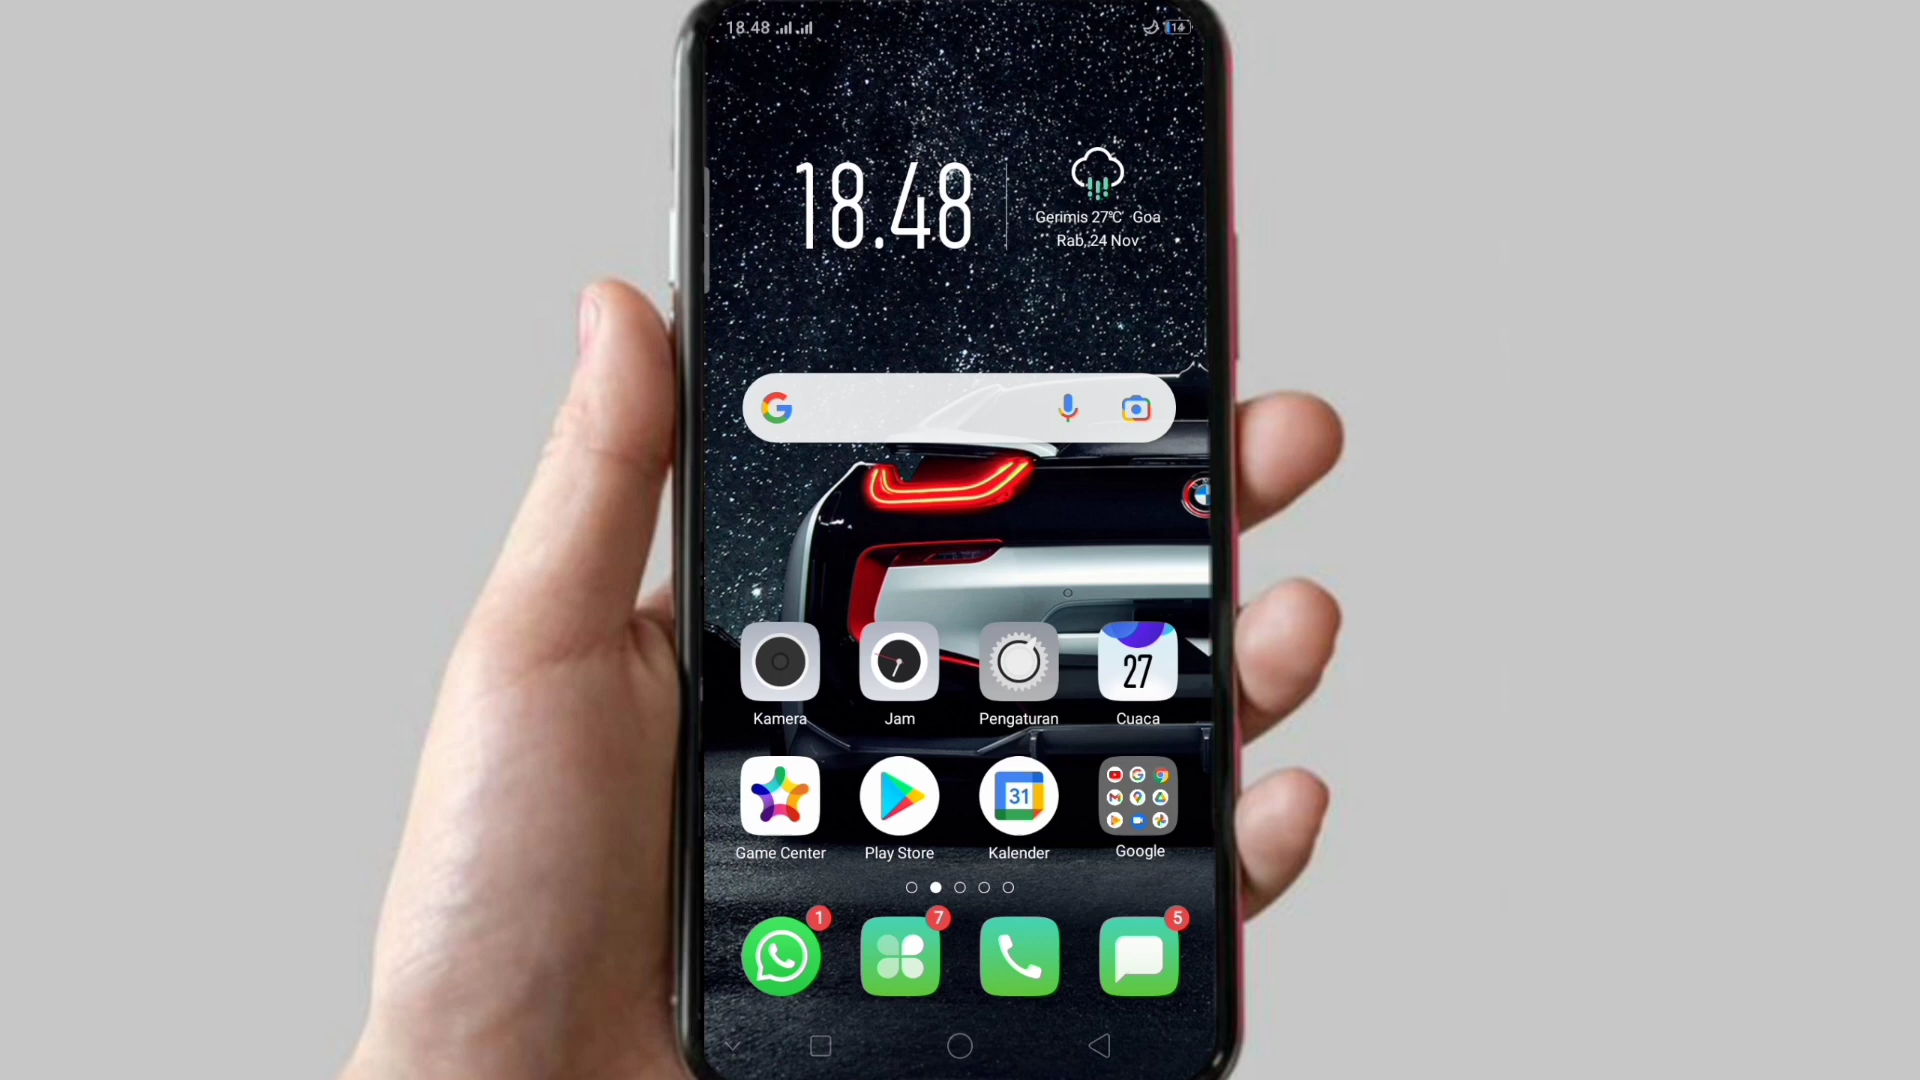 18.48
14
18.48
Gerimis 27°C Goa
Rab, 24 Nov
G
27
Kamera
Jam
Pengaturan
Cuaca
31
Game Center
Play Store
Kalender
Google
1
7
5